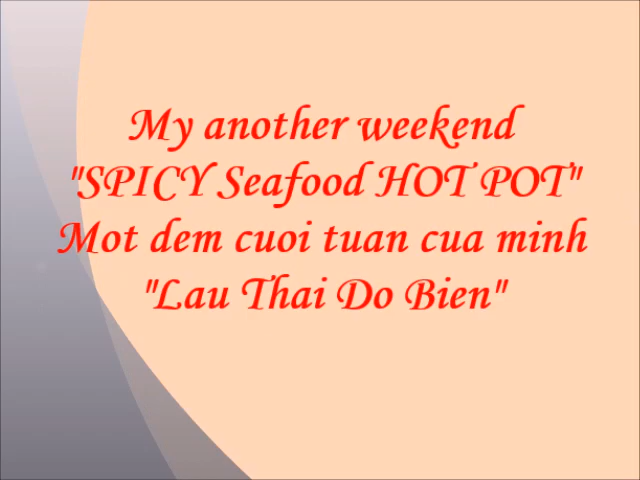 My another weekend
"SPICY Seafood HOT POT"
Mot dem cuoi tuan cua minh
"Lau Thai Do Bien"